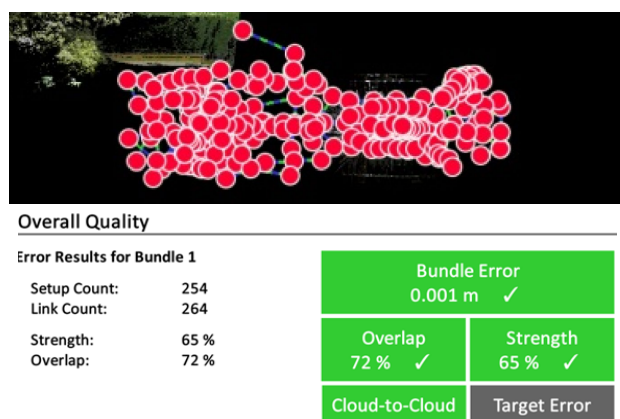 Overall Quality
Error Results for Bundle 1
Setup Count: 254
Link Count: 264
Strength: 65 %
Overlap: 72 %
Bundle Error
0.001 m ✓
Overlap
72 % ✓
Strength
65 % ✓
Cloud-to-Cloud
Target Error